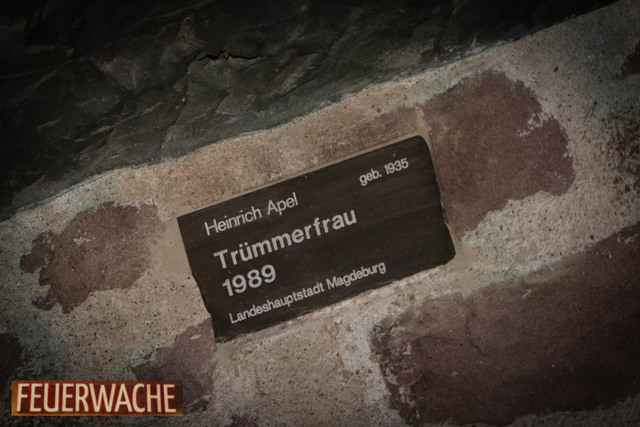 Heinrich Apel geb. 1935
Trümmerfrau
1989
Landeshauptstadt Magdeburg
FEUERWACHE